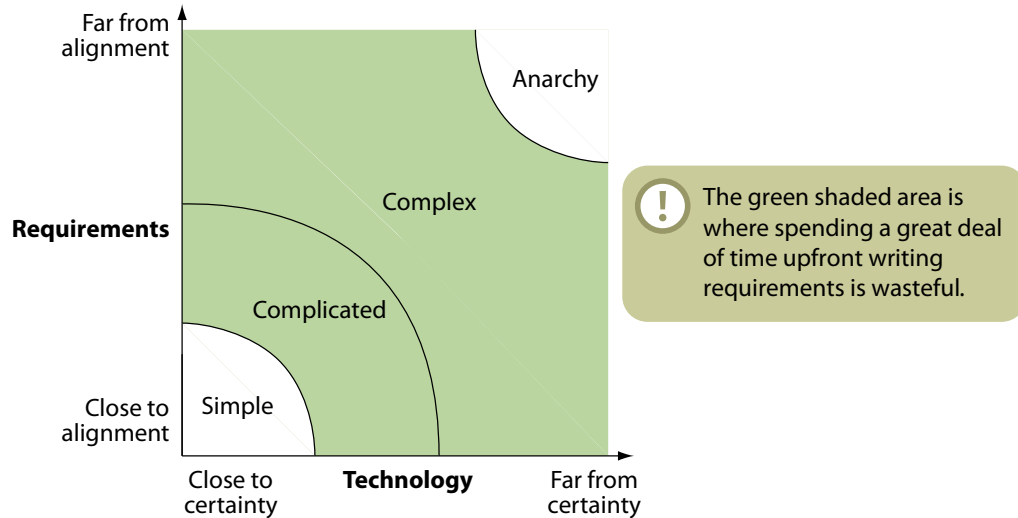 Far from
alignment
Anarchy
Complex
Requirements
Complicated
Simple
Close to
alignment
Close to
certainty
Technology
Far from
certainty
!
The green shaded area is
where spending a great deal
of time upfront writing
requirements is wasteful.